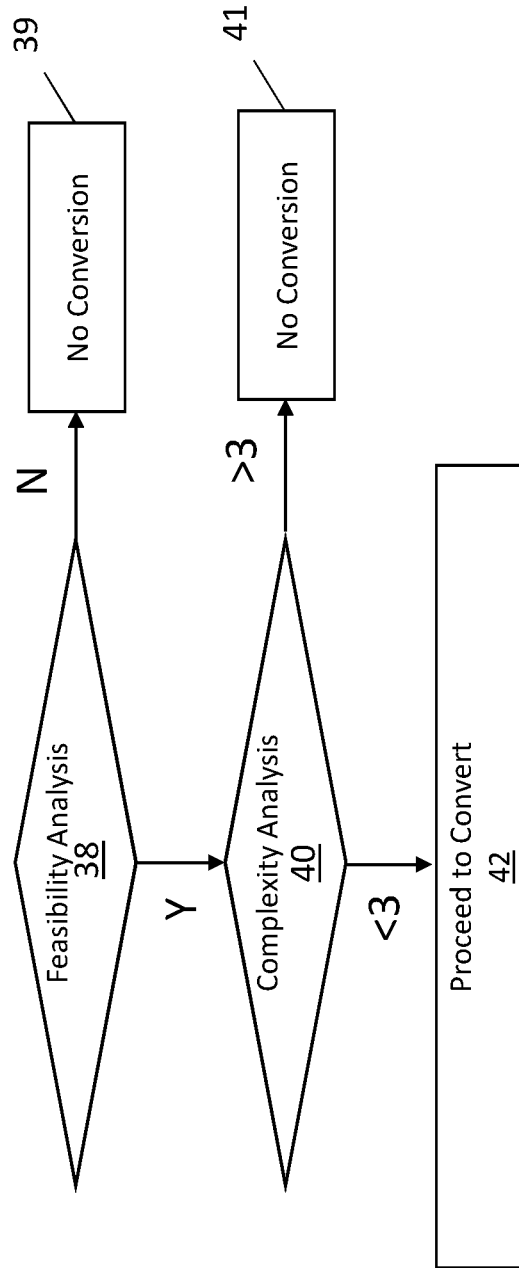 Feasibility Analysis
38
N
No Conversion
39
Y
Complexity Analysis
40
>3
No Conversion
41
<3
Proceed to Convert
42